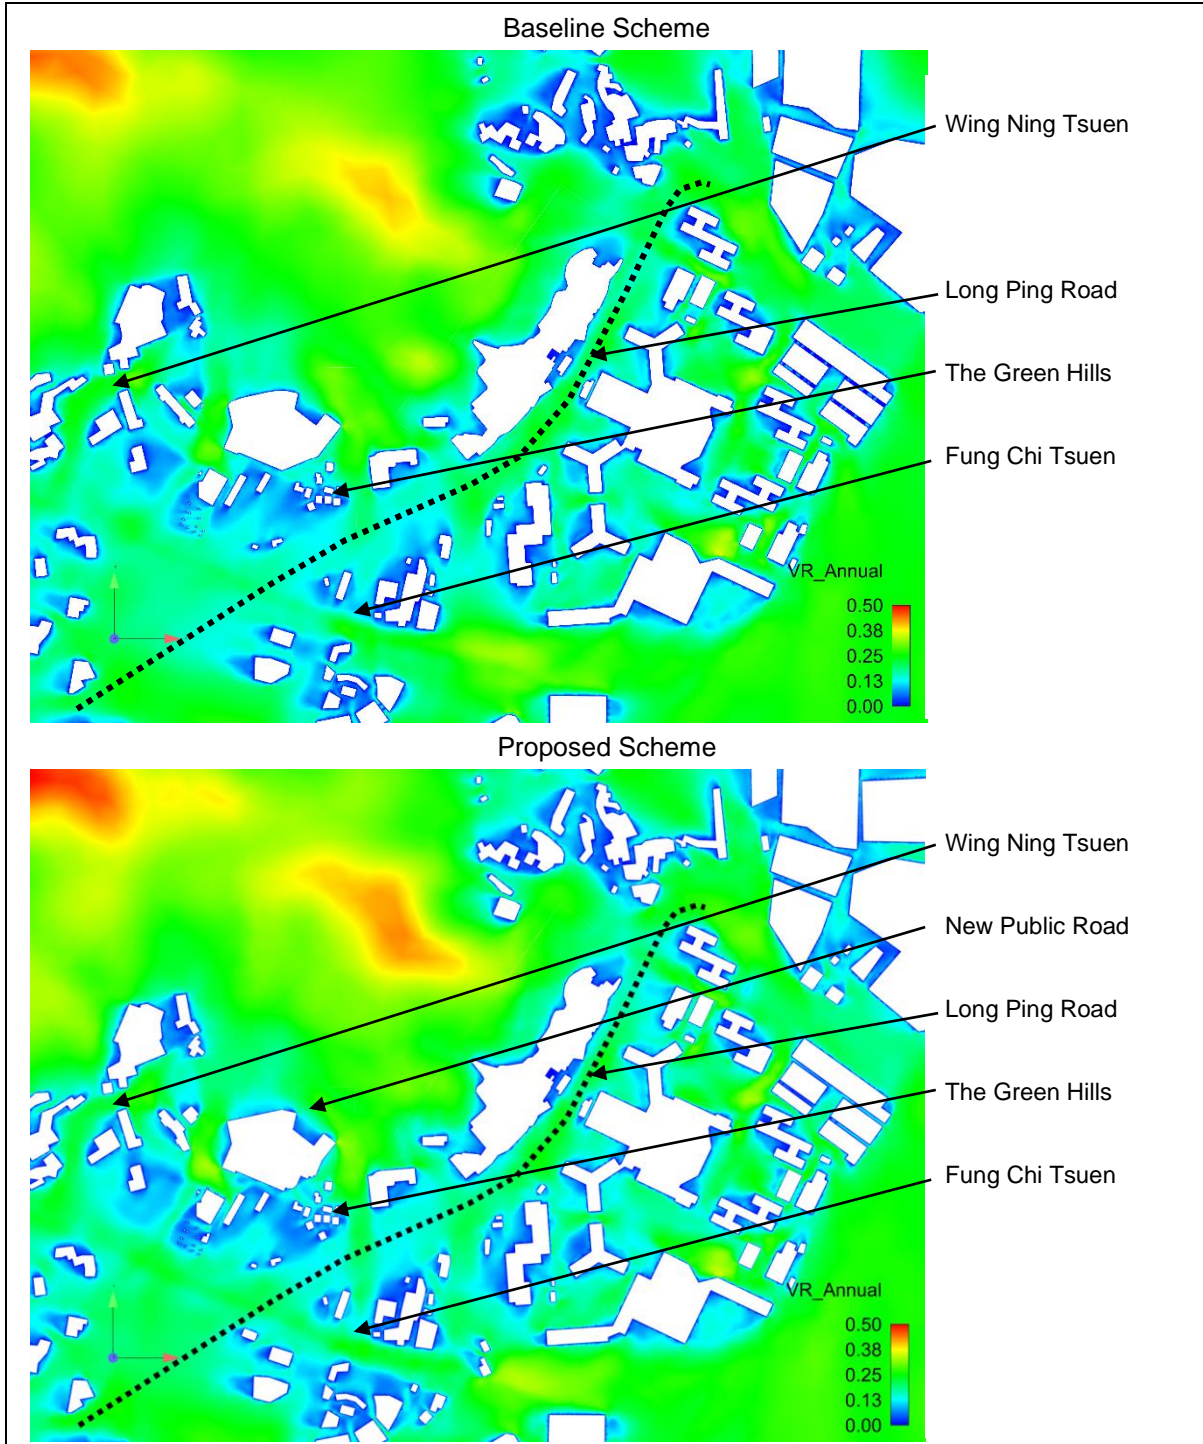 Baseline Scheme
Wing Ning Tsuen
Long Ping Road
The Green Hills
Fung Chi Tsuen
VR_Annual
0.50
0.38
0.25
0.13
0.00
Proposed Scheme
Wing Ning Tsuen
New Public Road
Long Ping Road
The Green Hills
Fung Chi Tsuen
VR_Annual
0.50
0.38
0.25
0.13
0.00